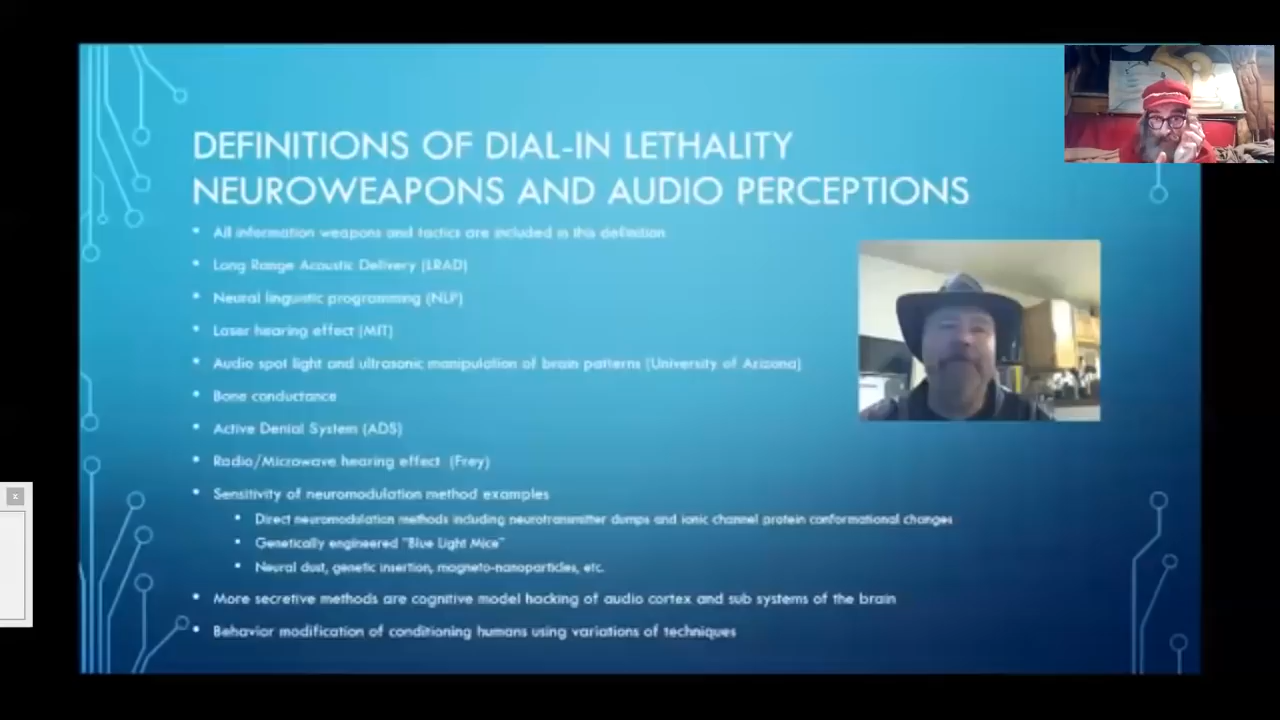 DEFINITIONS OF DIAL-IN LETHALITY
NEUROWEAPONS AND AUDIO PERCEPTIONS
• All information weapons and tactics are included in this definition
• Long Range Acoustic Delivery (LRAD)
• Neural linguistic programming (NLP)
• Laser hearing effect (MIT)
• Audio spot light and ultrasonic manipulation of brain patterns (University of Arizona)
• Bone conductance
• Active Denial System (ADS)
• Radio/Microwave hearing effect (Frey)
• Sensitivity of neuromodulation method examples
• Direct neuromodulation methods including neurotransmitter dumps and ionic channel protein conformational changes
• Genetically engineered "Blue Light Mice"
• Neural dust, genetic insertion, magneto-nanoparticles, etc.
• More secretive methods are cognitive model hacking of audio cortex and sub systems of the brain
• Behavior modification of conditioning humans using variations of techniques